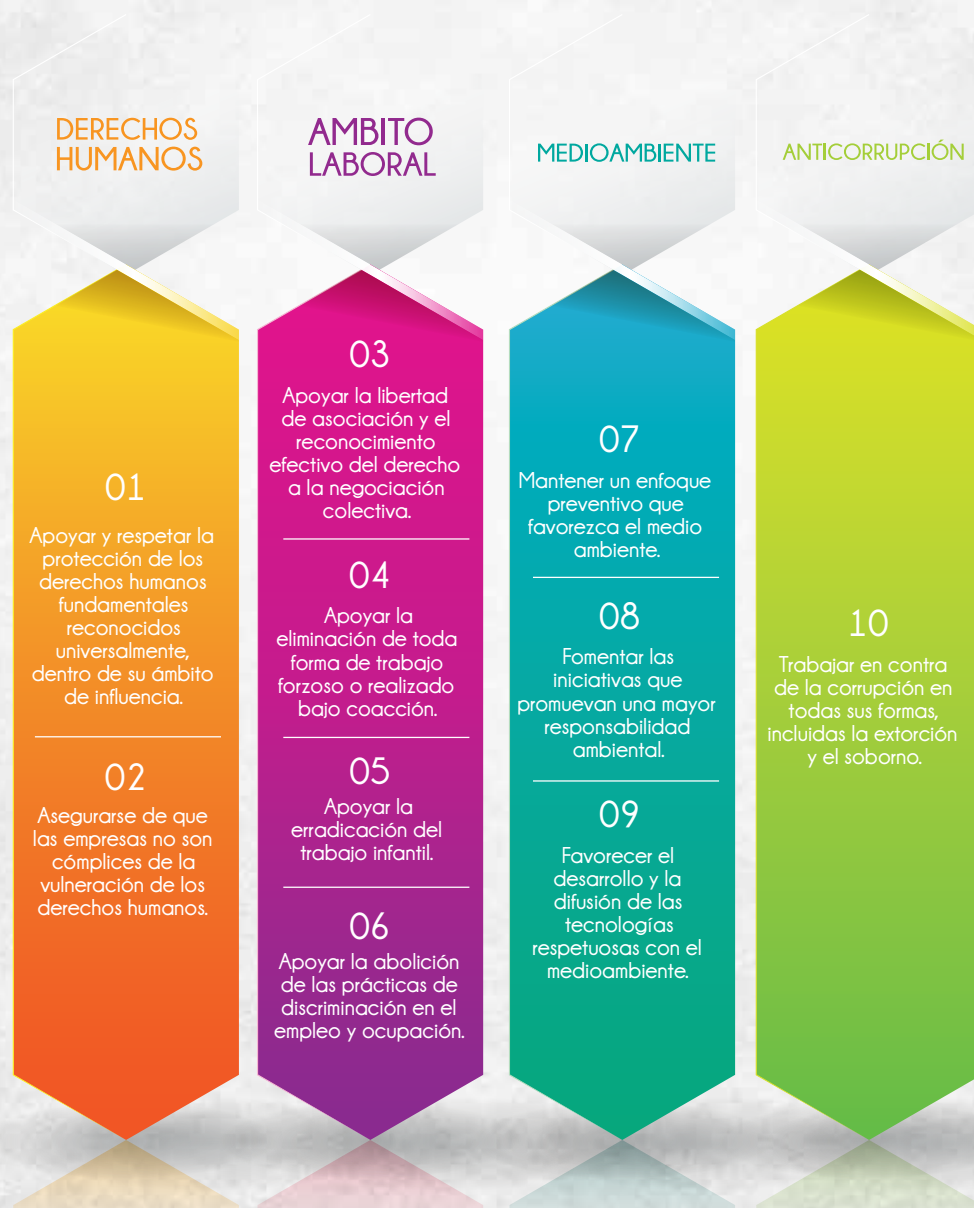 DERECHOS
HUMANOS
01
Apoyar y respetar la
protección de los
derechos humanos
fundamentales
reconocidos
universalmente,
dentro de su ámbito
de influencia.
02
Asegurarse de que
las empresas no son
cómplices de la
vulneración de los
derechos humanos.
AMBITO
LABORAL
03
Apoyar la libertad
de asociación y el
reconocimiento
efectivo del derecho
a la negociación
colectiva.
04
Apoyar la
eliminación de toda
forma de trabajo
forzoso o realizado
bajo coacción.
05
Apoyar la
erradicación del
trabajo infantil.
06
Apoyar la abolición
de las prácticas de
discriminación en el
empleo y ocupación.
MEDIOAMBIENTE
07
Mantener un enfoque
preventivo que
favorezca el medio
ambiente.
08
Fomentar las
iniciativas que
promuevan una mayor
responsabilidad
ambiental.
09
Favorecer el
desarrollo y la
difusión de las
tecnologías
respetuosas con el
medioambiente.
ANTICORRUPCIÓN
10
Trabajar en contra
de la corrupción en
todas sus formas,
incluidas la extorción
y el soborno.